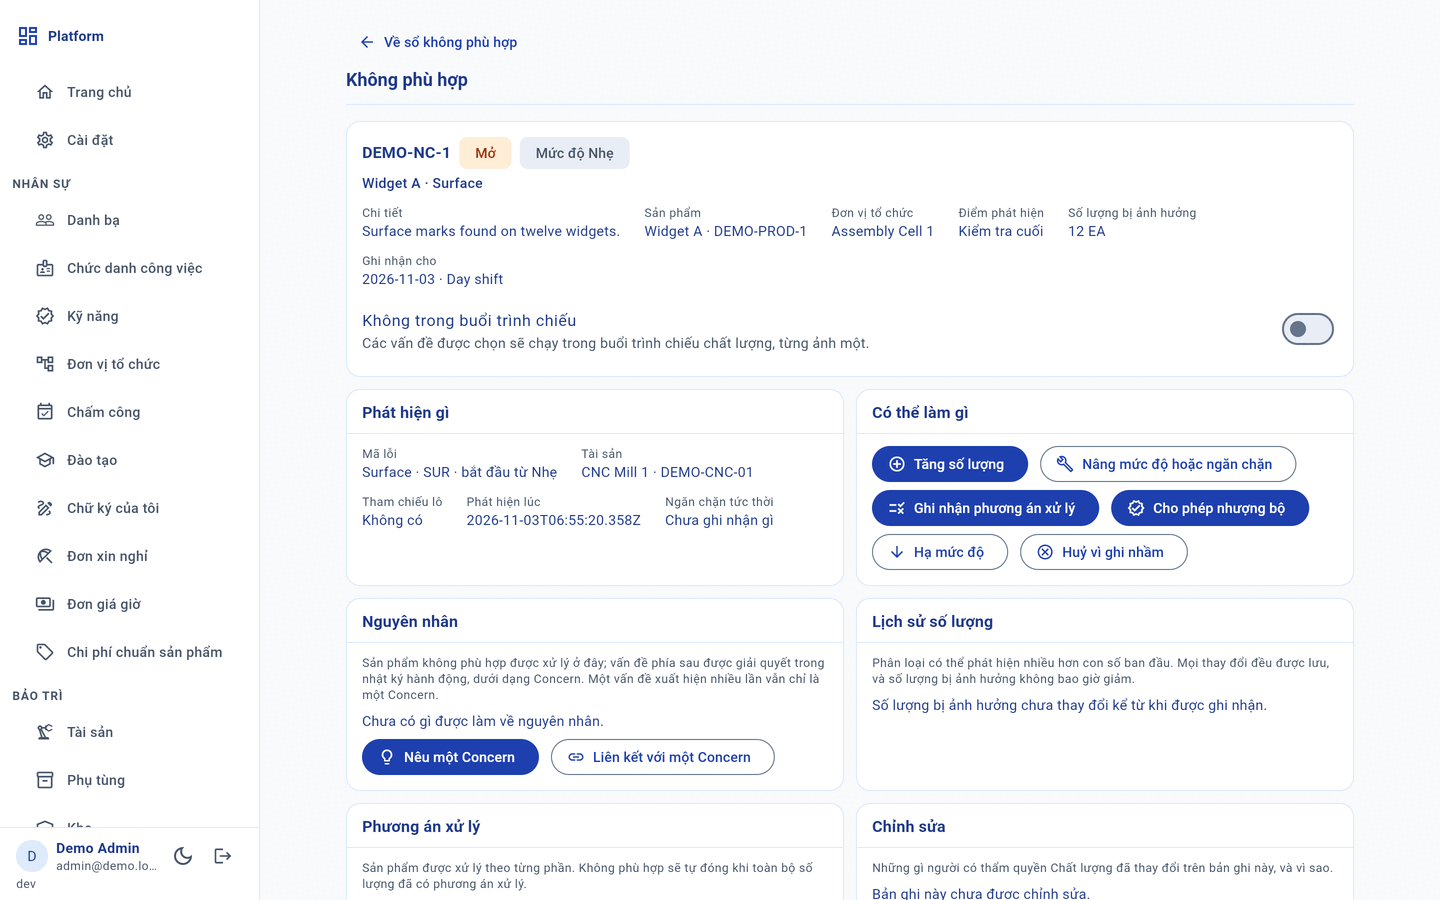 Platform
Trang chủ
Cài đặt
NHÂN SỰ
Danh bạ
Chức danh công việc
Kỹ năng
Đơn vị tổ chức
Chấm công
Đào tạo
Chữ ký của tôi
Đơn xin nghỉ
Đơn giá giờ
Chi phí chuẩn sản phẩm
BẢO TRÌ
Tài sản
Phụ tùng
Kho
D
Demo Admin
admin@demo.lo…
dev
Về sổ không phù hợp
Không phù hợp
DEMO-NC-1 Mở Mức độ Nhẹ
Widget A · Surface
Chi tiết Sản phẩm Đơn vị tổ chức Điểm phát hiện Số lượng bị ảnh hưởng
Surface marks found on twelve widgets. Widget A · DEMO-PROD-1 Assembly Cell 1 Kiểm tra cuối 12 EA
Ghi nhận cho
2026-11-03 · Day shift
Không trong buổi trình chiếu
Các vấn đề được chọn sẽ chạy trong buổi trình chiếu chất lượng, từng ảnh một.
Phát hiện gì
Mã lỗi Tài sản
Surface · SUR · bắt đầu từ Nhẹ CNC Mill 1 · DEMO-CNC-01
Tham chiếu lô Phát hiện lúc Ngăn chặn tức thời
Không có 2026-11-03T06:55:20.358Z Chưa ghi nhận gì
Có thể làm gì
Tăng số lượng Nâng mức độ hoặc ngăn chặn
Ghi nhận phương án xử lý Cho phép nhượng bộ
Hạ mức độ Huỷ vì ghi nhầm
Nguyên nhân
Sản phẩm không phù hợp được xử lý ở đây; vấn đề phía sau được giải quyết trong
nhật ký hành động, dưới dạng Concern. Một vấn đề xuất hiện nhiều lần vẫn chỉ là
một Concern.
Chưa có gì được làm về nguyên nhân.
Nêu một Concern Liên kết với một Concern
Lịch sử số lượng
Phân loại có thể phát hiện nhiều hơn con số ban đầu. Mọi thay đổi đều được lưu,
và số lượng bị ảnh hưởng không bao giờ giảm.
Số lượng bị ảnh hưởng chưa thay đổi kể từ khi được ghi nhận.
Phương án xử lý
Sản phẩm được xử lý theo từng phần. Không phù hợp sẽ tự đóng khi toàn bộ số
lượng đã có phương án xử lý.
Chỉnh sửa
Những gì người có thẩm quyền Chất lượng đã thay đổi trên bản ghi này, và vì sao.
Bản ghi này chưa được chỉnh sửa.